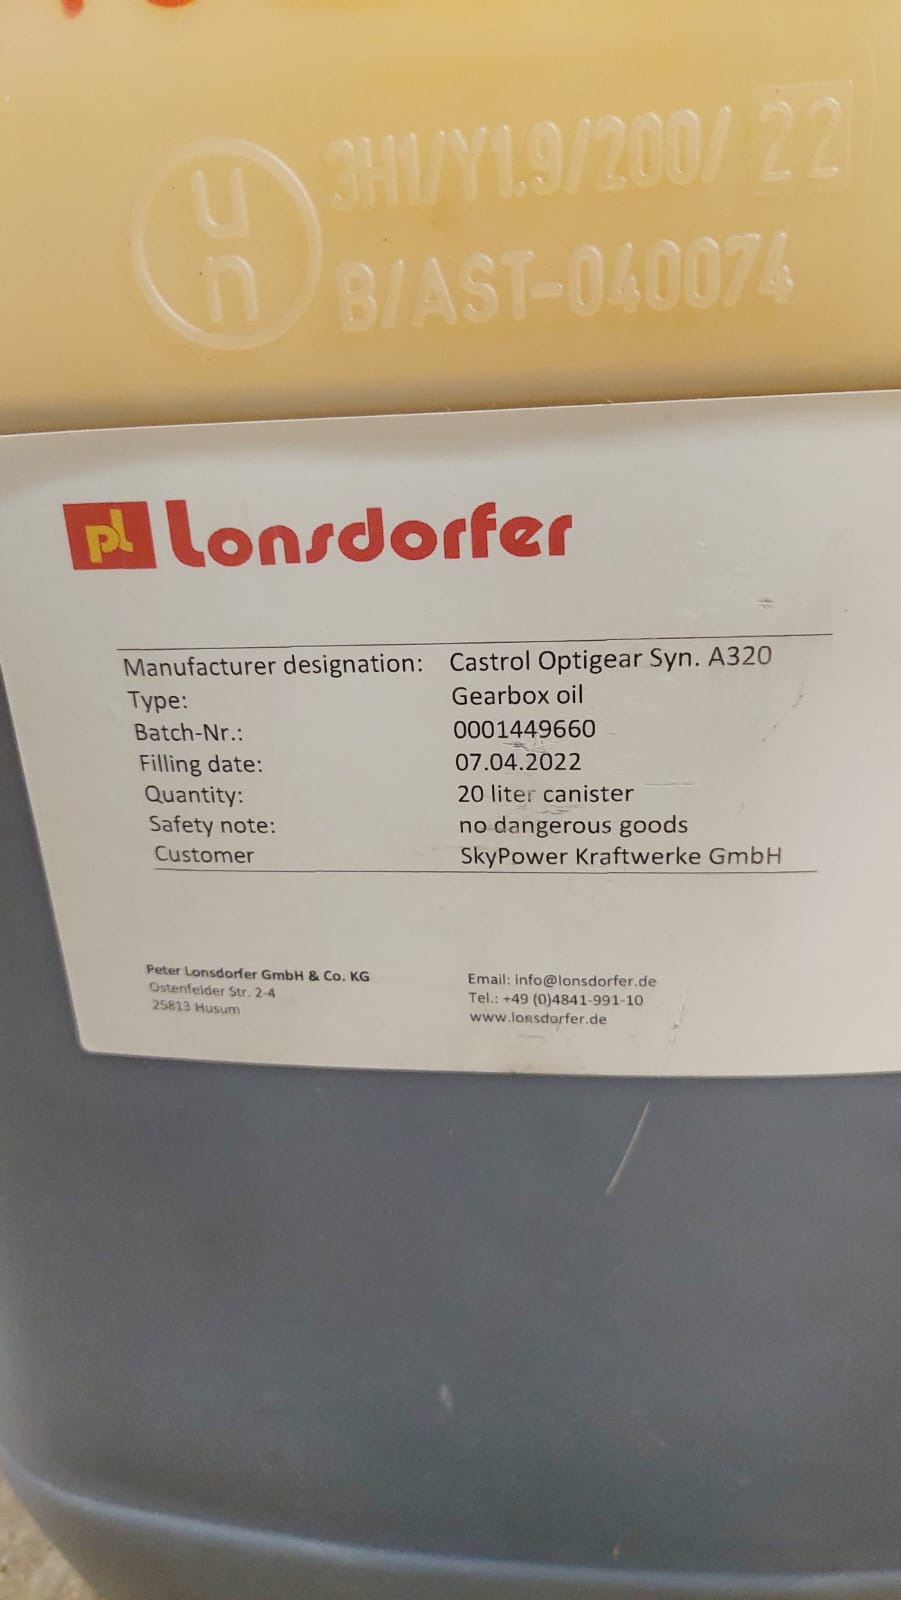 un
3H1/Y1.9/200/22
B/AST-040074
pl Lonsdorfer
Manufacturer designation: Castrol Optigear Syn. A320
Type: Gearbox oil
Batch-Nr.: 0001449660
Filling date: 07.04.2022
Quantity: 20 liter canister
Safety note: no dangerous goods
Customer SkyPower Kraftwerke GmbH
Peter Lonsdorfer GmbH & Co. KG
Ostenfelder Str. 2-4
25813 Husum
Email: info@lonsdorfer.de
Tel.: +49 (0)4841-991-10
www.lonsdorfer.de